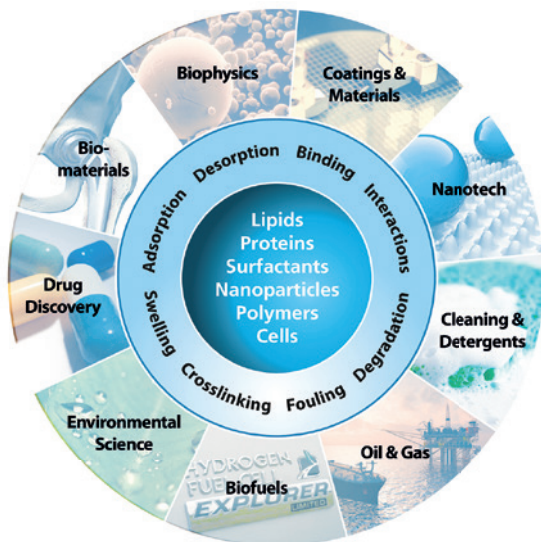 Biophysics
Coatings &
Materials
Nanotech
Cleaning &
Detergents
Oil & Gas
HYDROGEN
FUEL CELL
EXPLORER
LIMITED
Biofuels
Environmental
Science
Drug
Discovery
Bio-
materials
Adsorption
Desorption
Binding
Interactions
Degradation
Fouling
Crosslinking
Swelling
Lipids
Proteins
Surfactants
Nanoparticles
Polymers
Cells